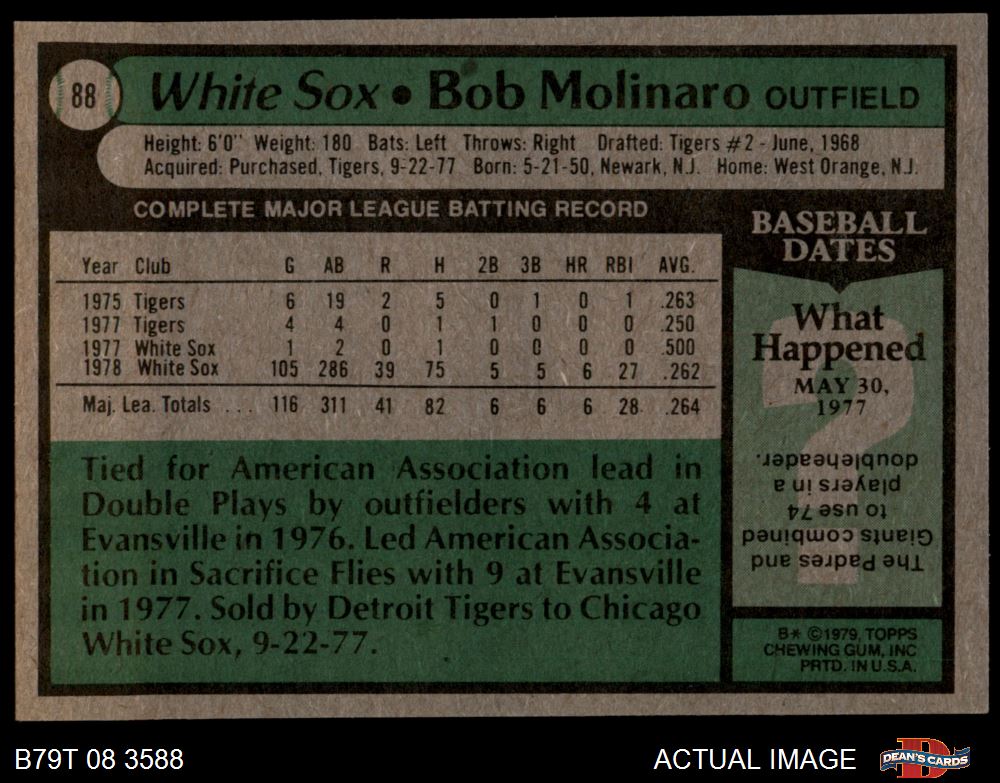 88
White Sox • Bob Molinaro OUTFIELD
Height: 6'0" Weight: 180 Bats: Left Throws: Right Drafted: Tigers #2 - June, 1968
Acquired: Purchased, Tigers, 9-22-77 Born: 5-21-50, Newark, N.J. Home: West Orange, N.J.
COMPLETE MAJOR LEAGUE BATTING RECORD
Year Club G AB R H 2B 3B HR RBI AVG.
1975 Tigers 6 19 2 5 0 1 0 1 .263
1977 Tigers 4 4 0 1 1 0 0 0 .250
1977 White Sox 1 2 0 1 0 0 0 0 .500
1978 White Sox 105 286 39 75 5 5 6 27 .262
Maj. Lea. Totals ... 116 311 41 82 6 6 6 28 .264
Tied for American Association lead in
Double Plays by outfielders with 4 at
Evansville in 1976. Led American Associa-
tion in Sacrifice Flies with 9 at Evansville
in 1977. Sold by Detroit Tigers to Chicago
White Sox, 9-22-77.
BASEBALL
DATES
What
Happened
MAY 30,
1977
The Padres and
Giants combined
to use 74
players in a
doubleheader.
B* ©1979, TOPPS
CHEWING GUM, INC
PRTD. IN U.S.A.
B79T 08 3588
ACTUAL IMAGE
DEAN'S CARDS